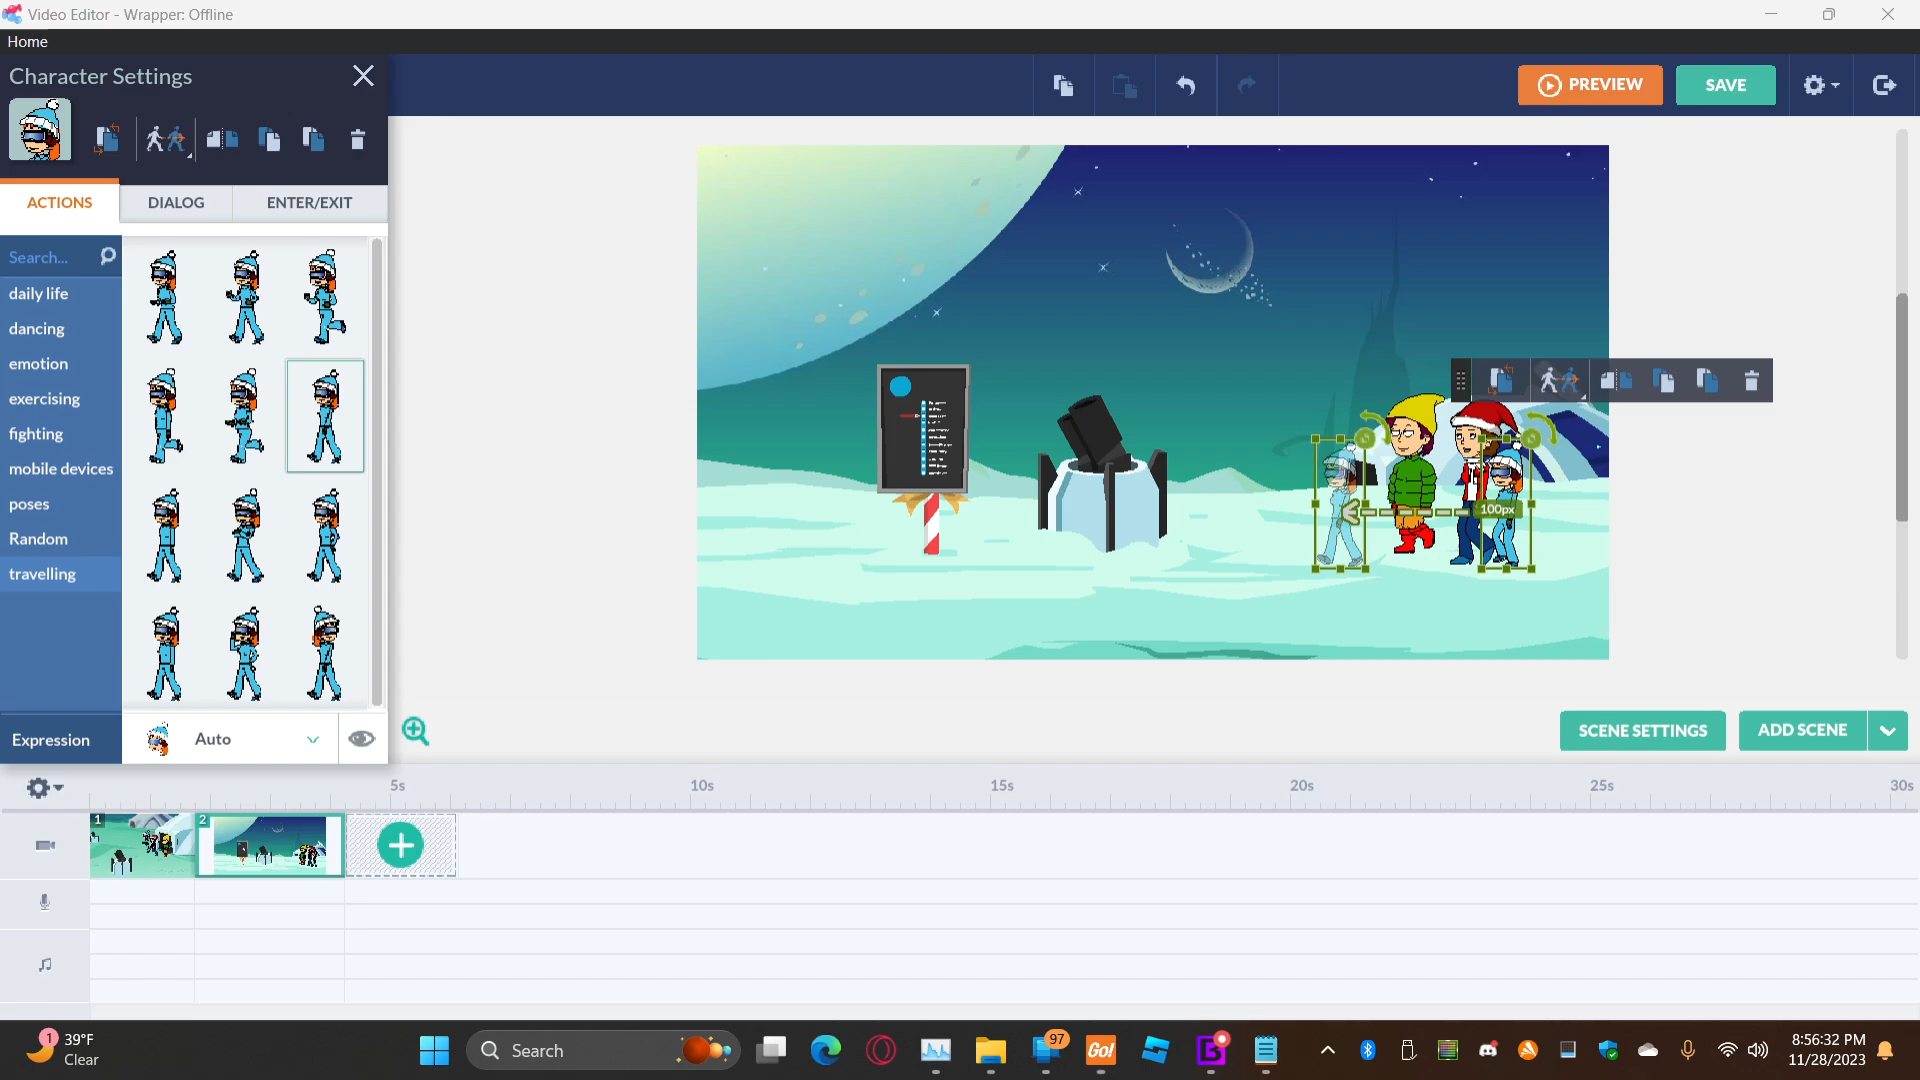 Video Editor - Wrapper: Offline
Home
Character Settings
PREVIEW
SAVE
ACTIONS
DIALOG
ENTER/EXIT
Search...
daily life
dancing
emotion
exercising
fighting
mobile devices
poses
Random
travelling
100px
Expression
Auto
SCENE SETTINGS
ADD SCENE
5s
10s
15s
20s
25s
30s
1
2
1
39°F
Clear
Search
97
Go!
8:56:32 PM
11/28/2023